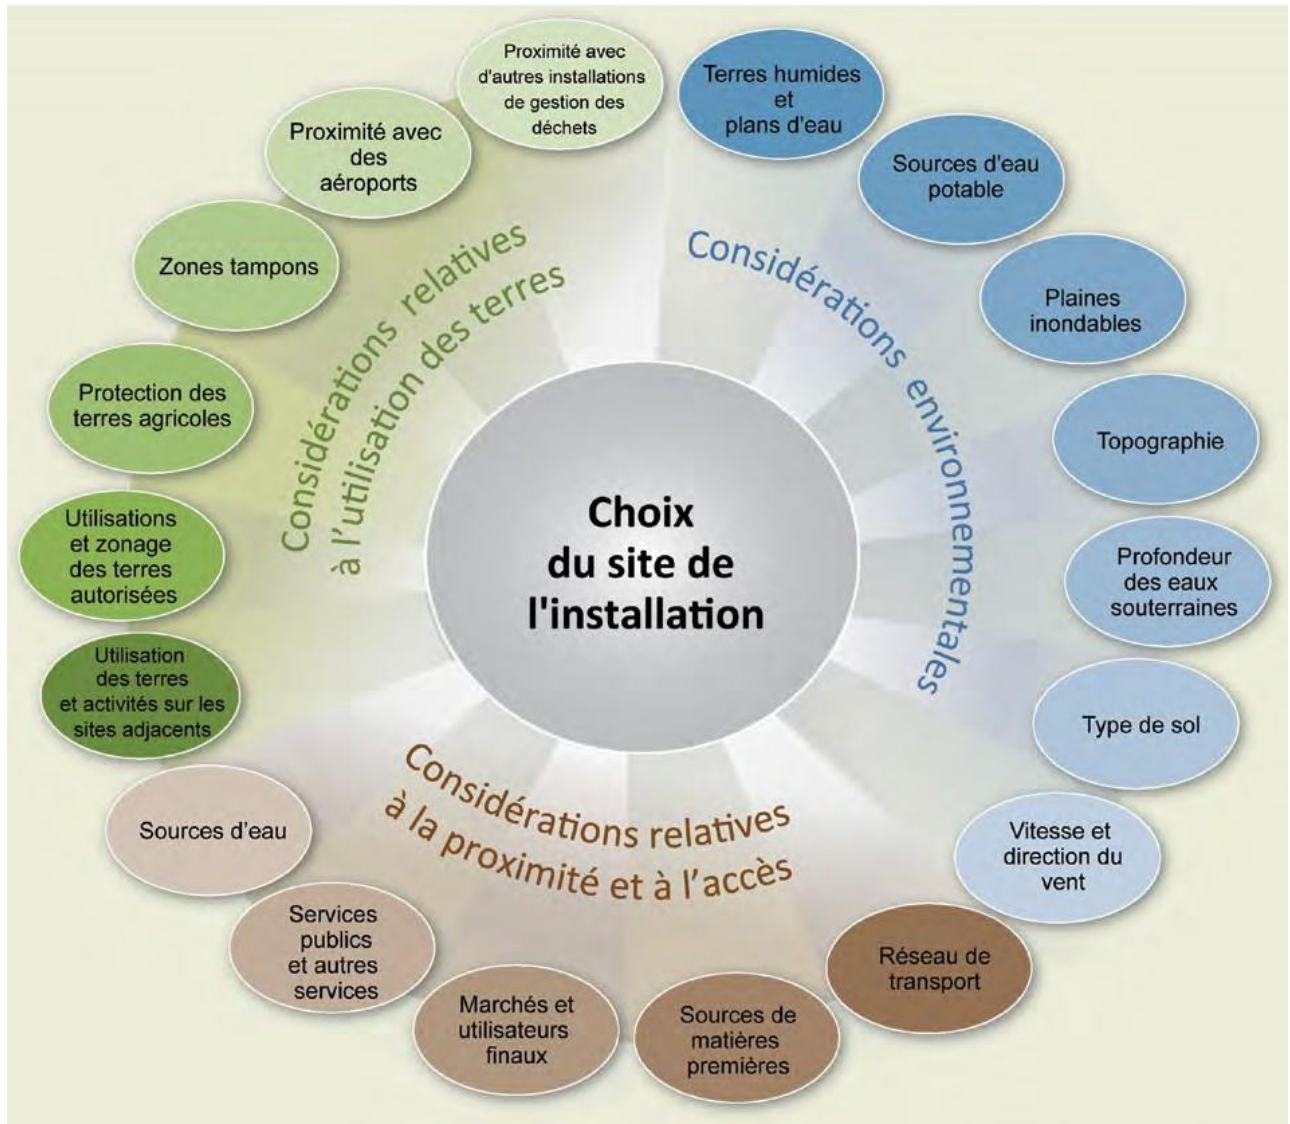 Proximité avec
d'autres installations
de gestion des
déchets
Terres humides
et
plans d'eau
Proximité avec
des
aéroports
Sources d'eau
potable
Zones tampons
Plaines
inondables
Considérations relatives
à l'utilisation des terres
Considérations environnementales
Protection des
terres agricoles
Topographie
Choix
du site de
l'installation
Utilisations
et zonage
des terres
autorisées
Profondeur
des eaux
souterraines
Utilisation
des terres
et activités sur les
sites adjacents
Type de sol
Considérations relatives
à la proximité et à l'accès
Sources d'eau
Vitesse et
direction du
vent
Services
publics
et autres
services
Réseau de
transport
Marchés et
utilisateurs
finaux
Sources de
matières
premières